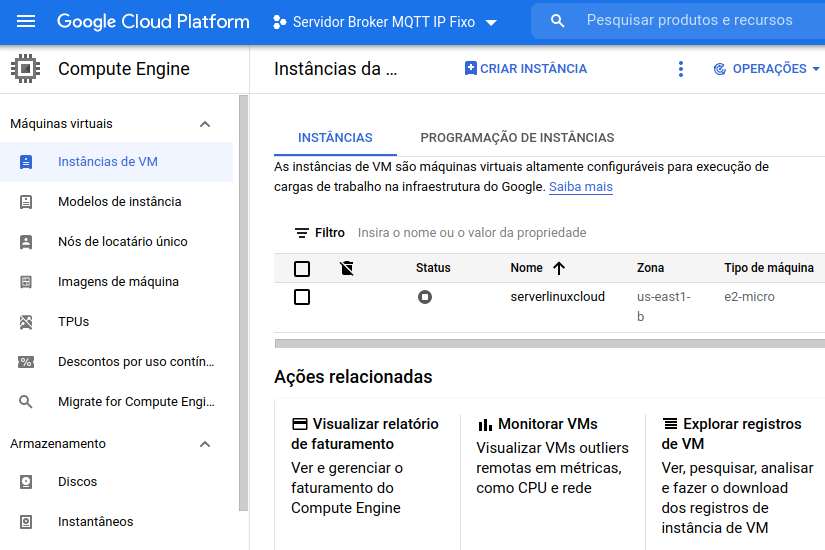 Google Cloud Platform
Servidor Broker MQTT IP Fixo
Pesquisar produtos e recursos
Compute Engine
Instâncias da ...
CRIAR INSTÂNCIA
OPERAÇÕES
Máquinas virtuais
Instâncias de VM
Modelos de instância
Nós de locatário único
Imagens de máquina
TPUs
Descontos por uso contín...
Migrate for Compute Engi...
Armazenamento
Discos
Instantâneos
INSTÂNCIAS
PROGRAMAÇÃO DE INSTÂNCIAS
As instâncias de VM são máquinas virtuais altamente configuráveis para execução de
cargas de trabalho na infraestrutura do Google. Saiba mais
Filtro Insira o nome ou o valor da propriedade
Status Nome Zona Tipo de máquina
serverlinuxcloud us-east1- e2-micro
b
Ações relacionadas
Visualizar relatório
de faturamento
Ver e gerenciar o
faturamento do
Compute Engine
Monitorar VMs
Visualizar VMs outliers
remotas em métricas,
como CPU e rede
Explorar registros
de VM
Ver, pesquisar, analisar
e fazer o download
dos registros de
instância de VM